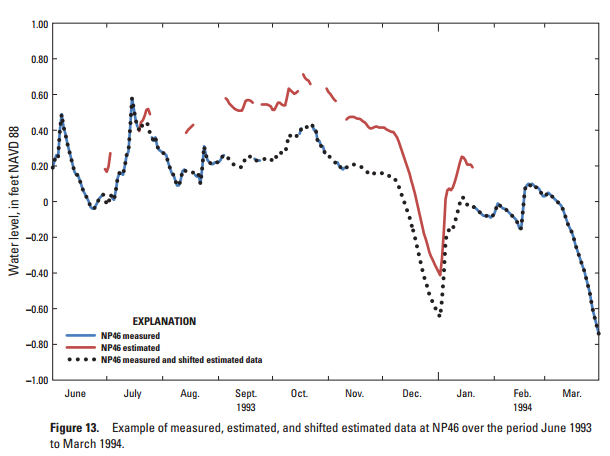 1.00
0.80
0.60
0.40
0.20
0
–0.20
–0.40
–0.60
–0.80
–1.00
Water level, in feet NAVD 88
EXPLANATION
NP46 measured
NP46 estimated
NP46 measured and shifted estimated data
June July Aug. Sept. Oct. Nov. Dec. Jan. Feb. Mar.
1993 1994
Figure 13. Example of measured, estimated, and shifted estimated data at NP46 over the period June 1993
to March 1994.